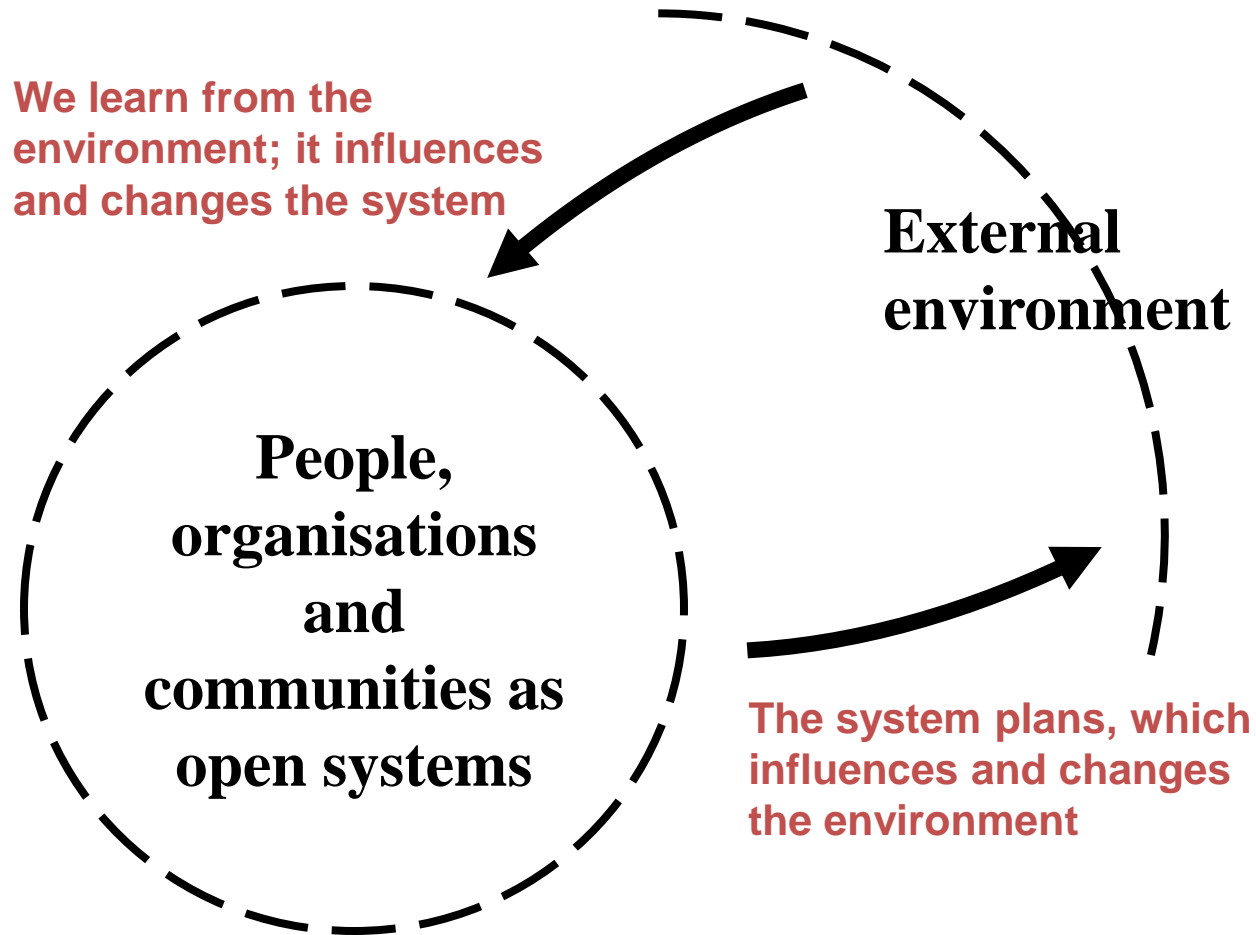 We learn from the
environment; it influences
and changes the system
External
environment
People,
organisations
and
communities as
open systems
The system plans, which
influences and changes
the environment